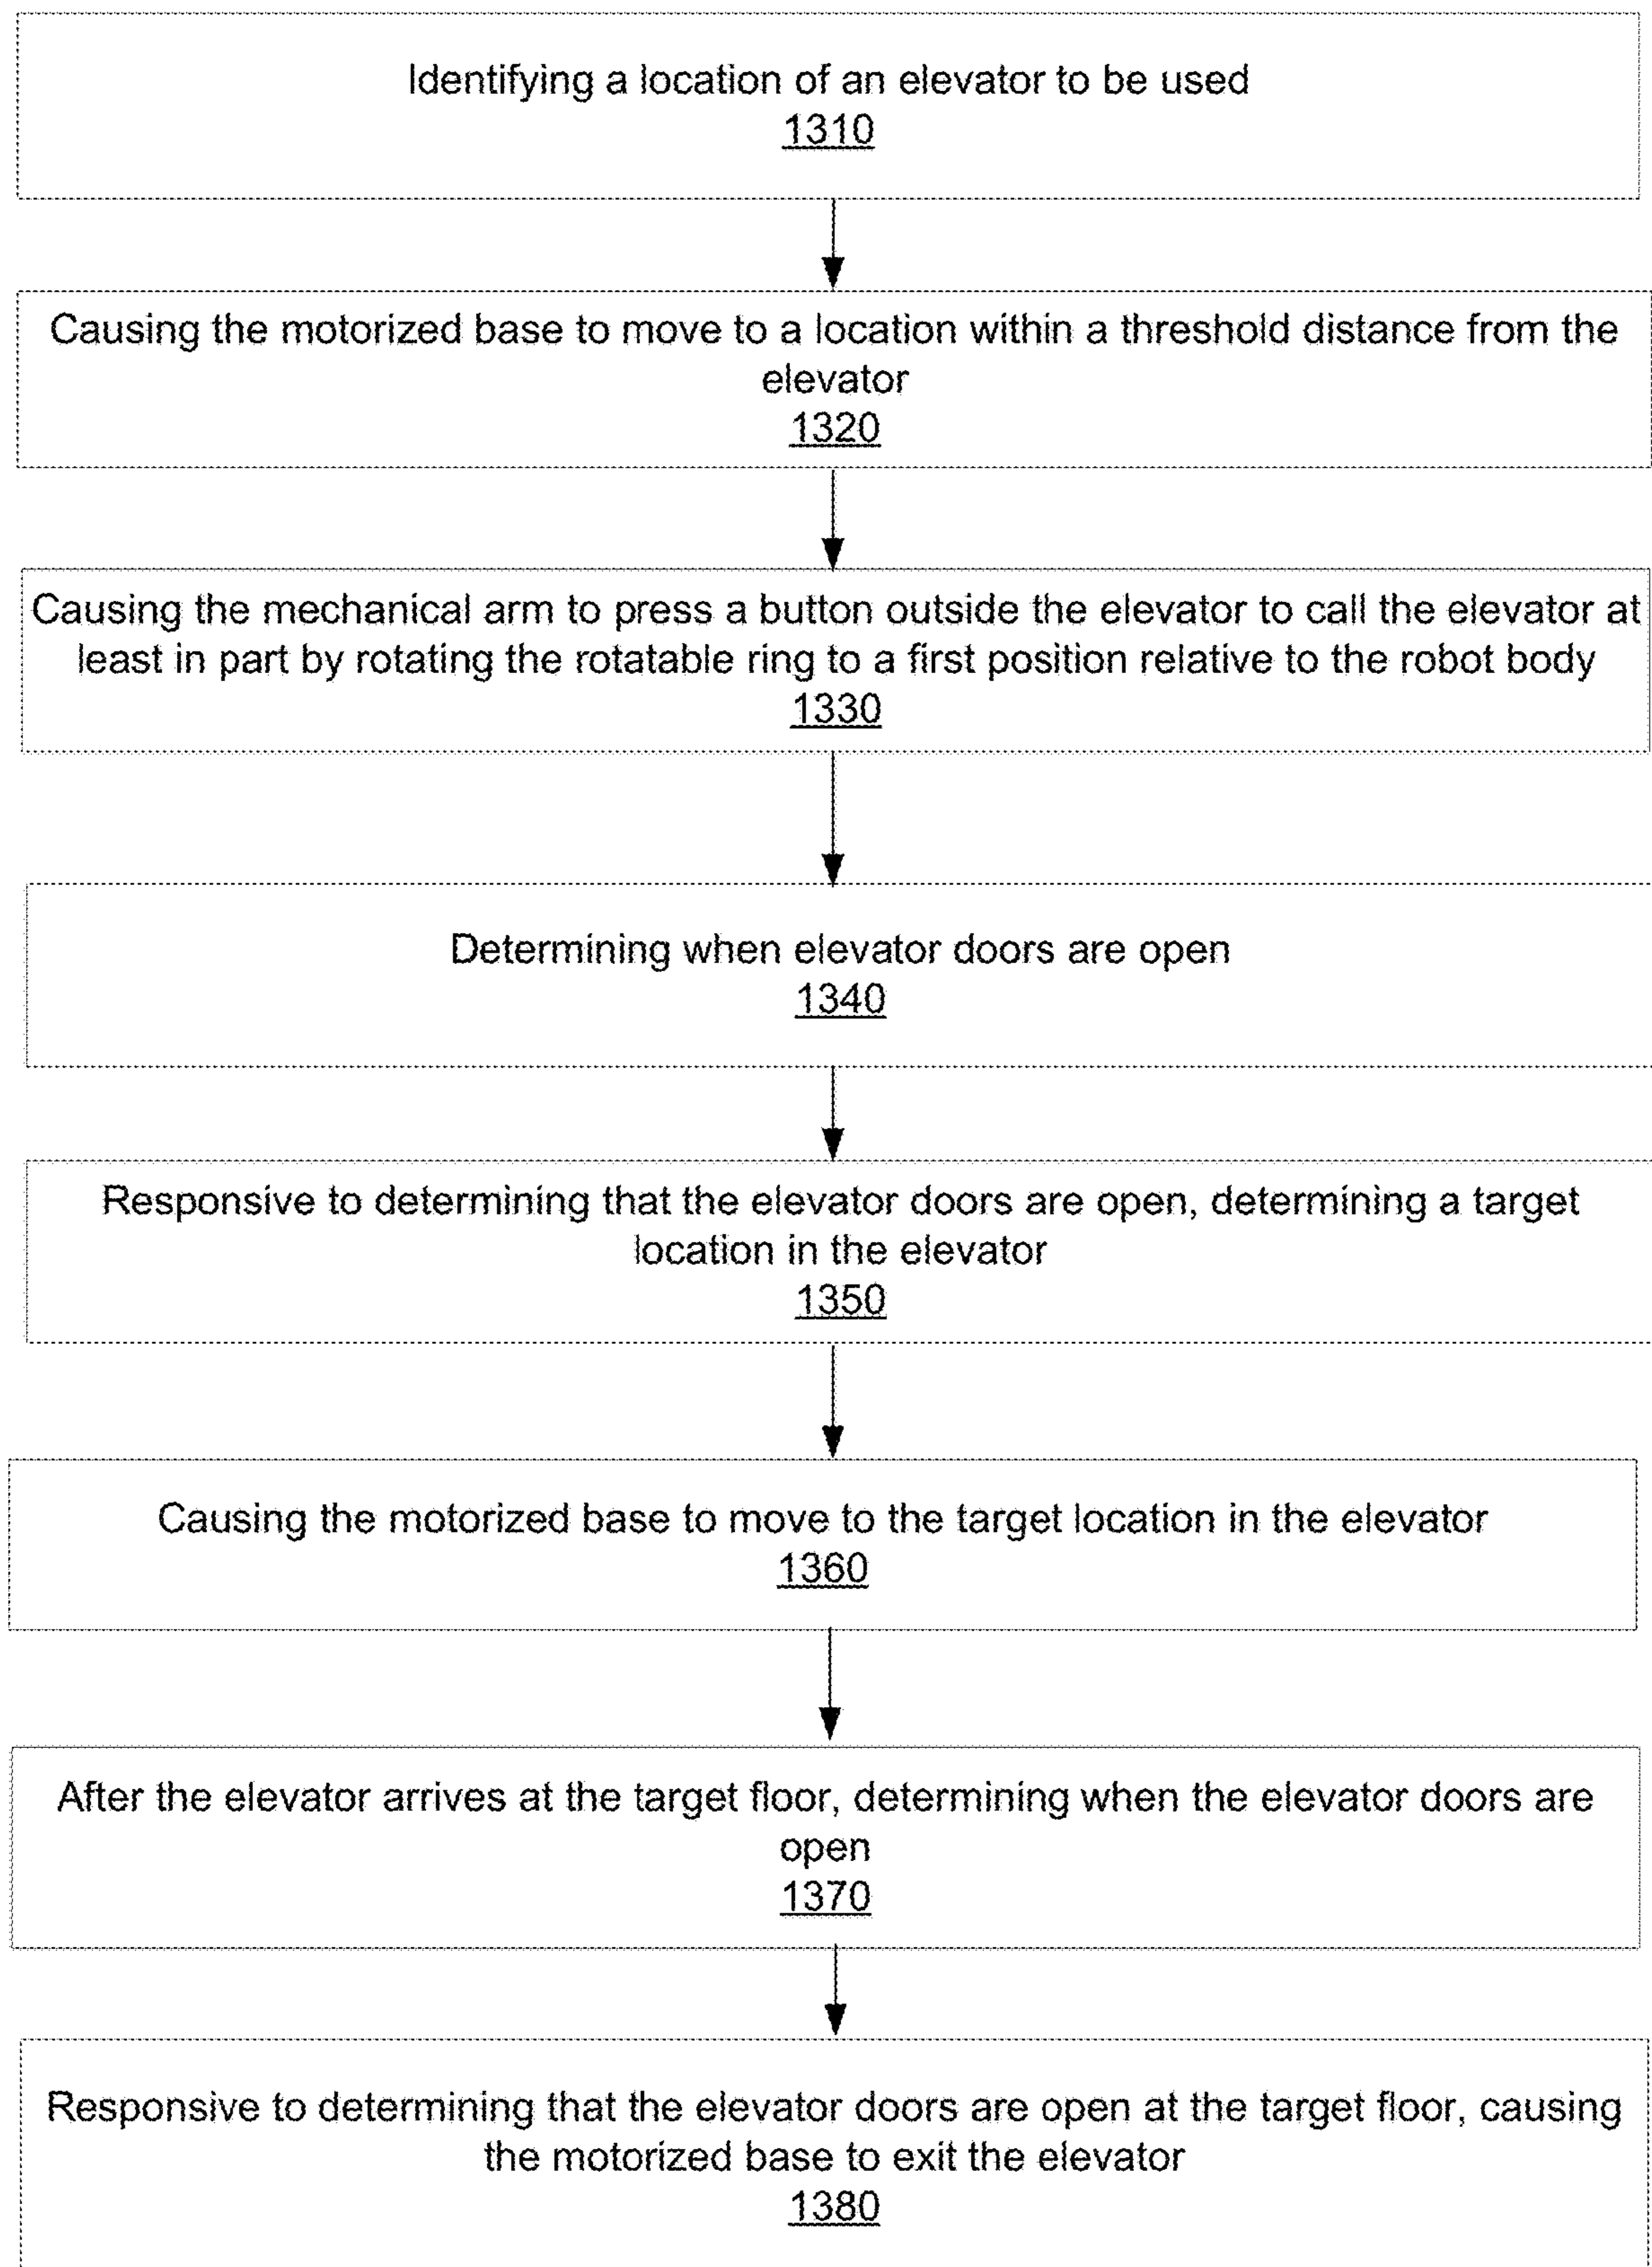 Identifying a location of an elevator to be used
1310
Causing the motorized base to move to a location within a threshold distance from the
elevator
1320
Causing the mechanical arm to press a button outside the elevator to call the elevator at
least in part by rotating the rotatable ring to a first position relative to the robot body
1330
Determining when elevator doors are open
1340
Responsive to determining that the elevator doors are open, determining a target
location in the elevator
1350
Causing the motorized base to move to the target location in the elevator
1360
After the elevator arrives at the target floor, determining when the elevator doors are
open
1370
Responsive to determining that the elevator doors are open at the target floor, causing
the motorized base to exit the elevator
1380